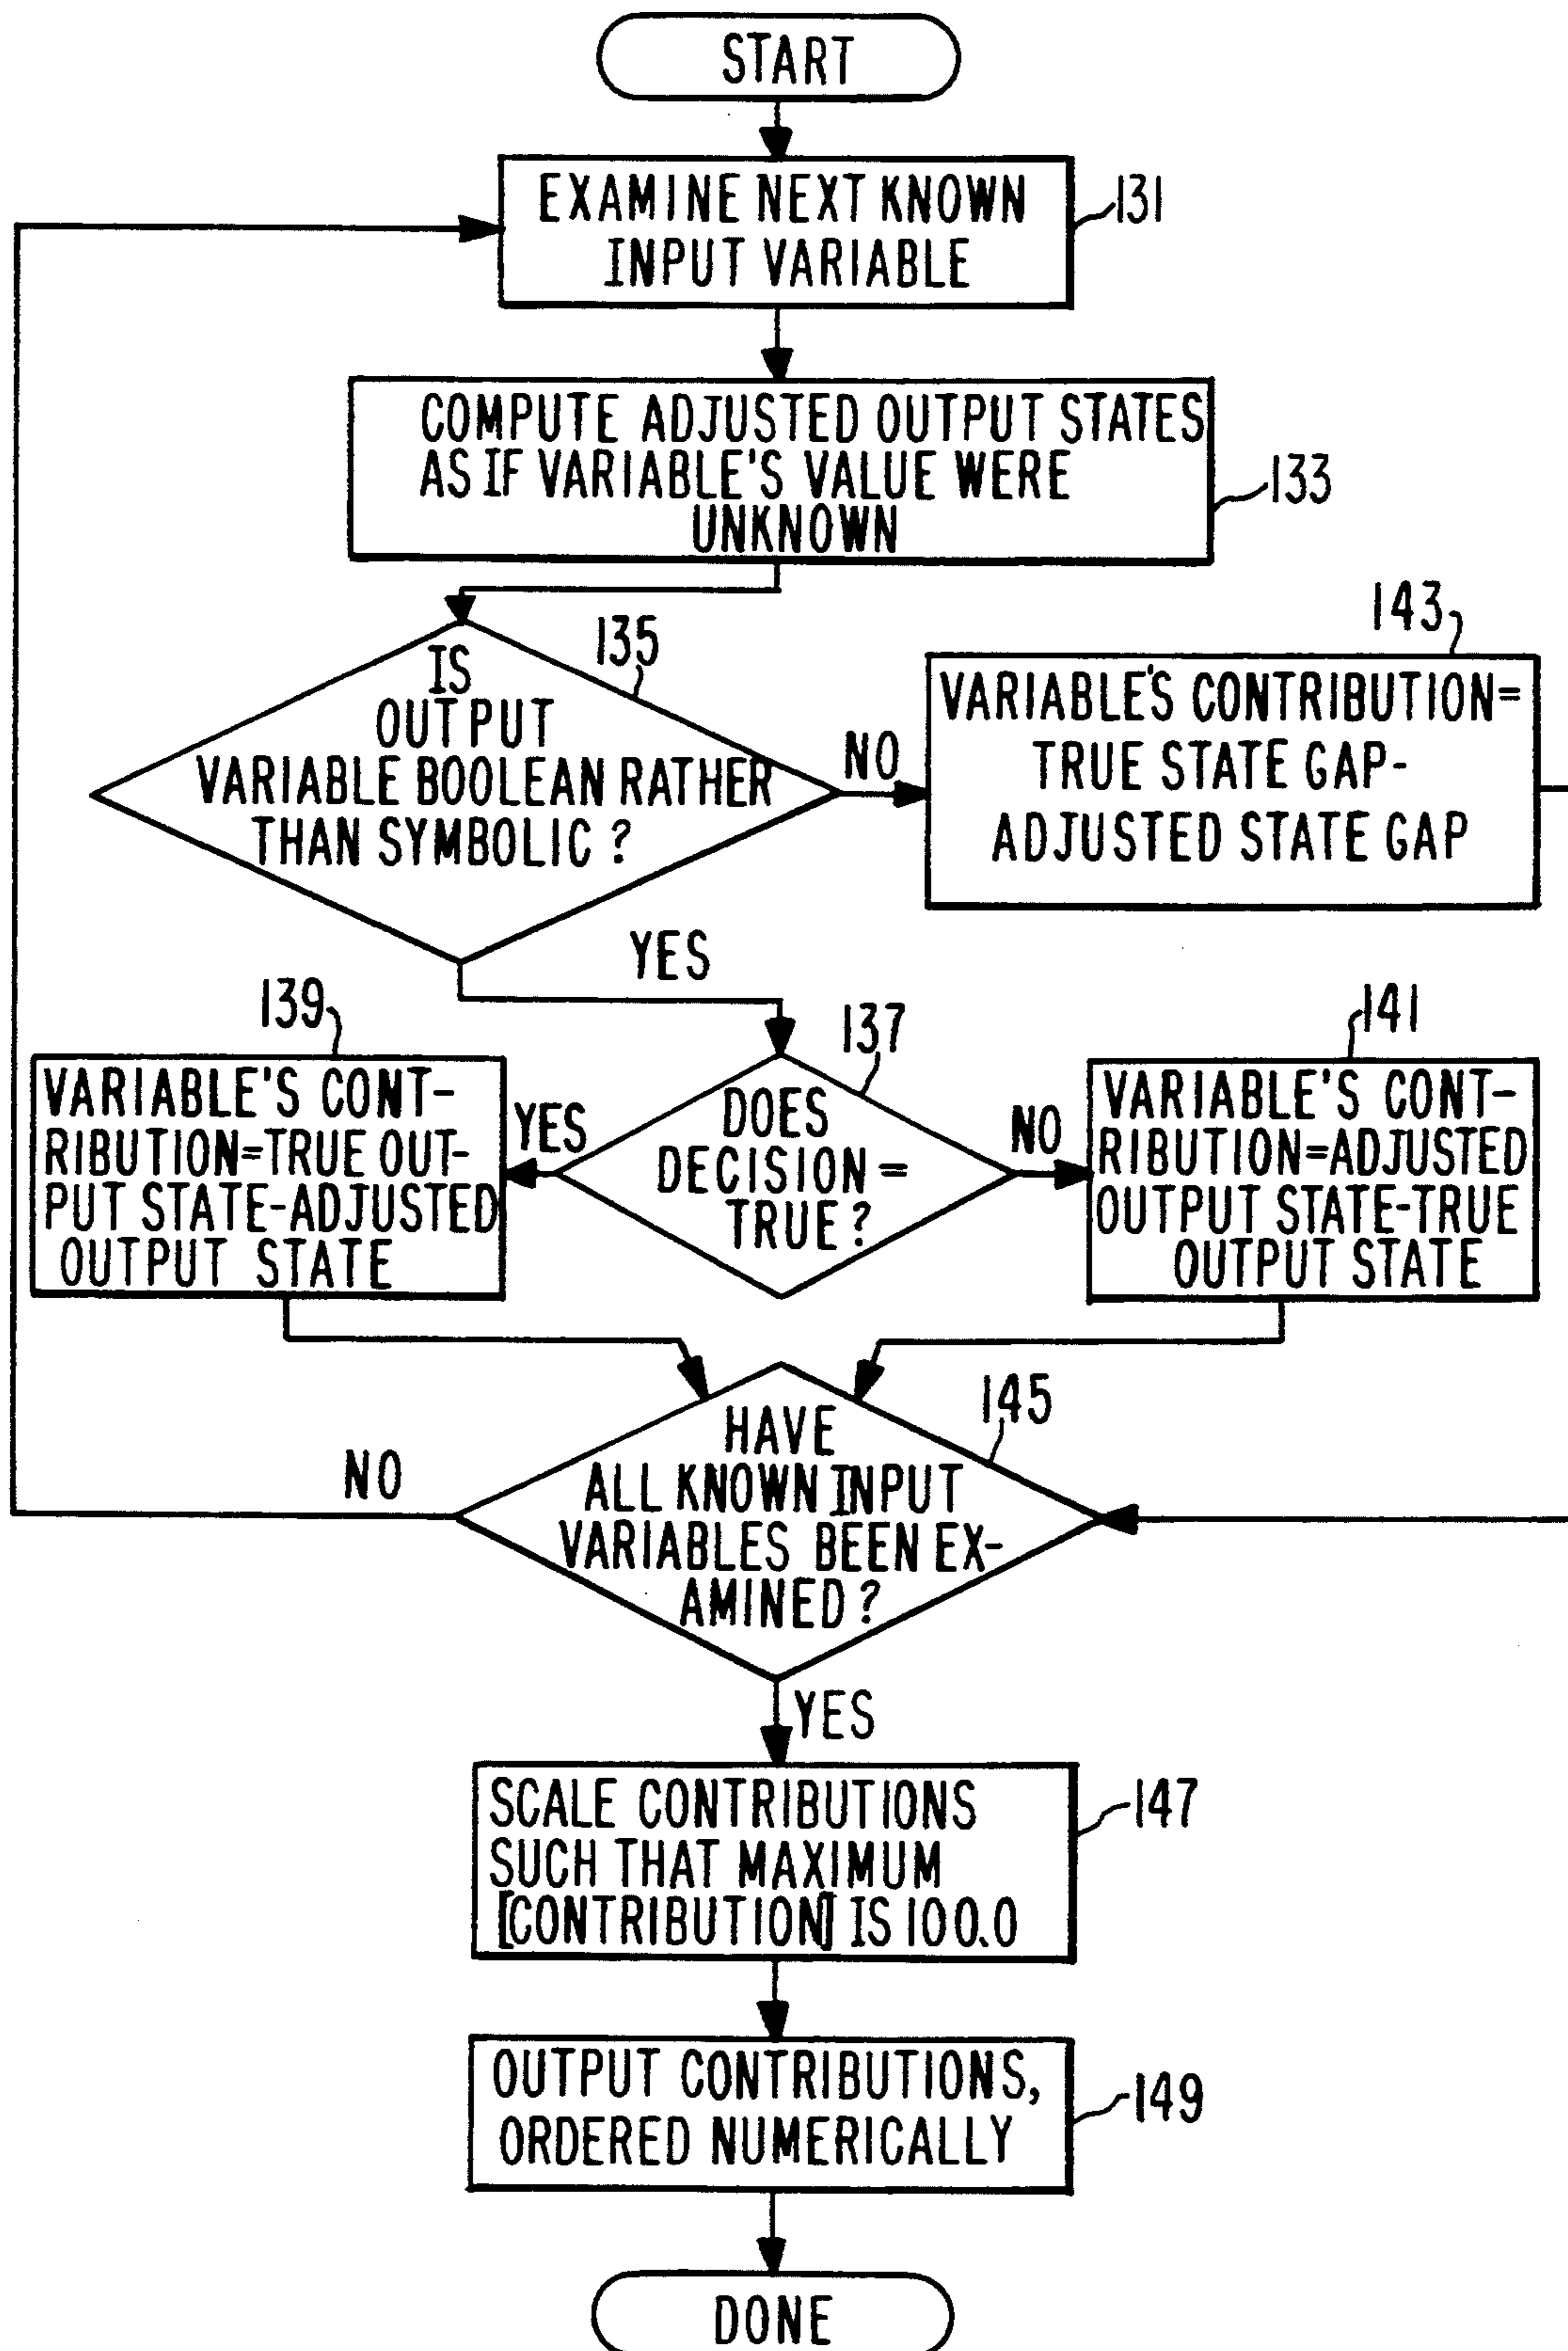 START
EXAMINE NEXT KNOWN
INPUT VARIABLE
131
COMPUTE ADJUSTED OUTPUT STATES
AS IF VARIABLE'S VALUE WERE
UNKNOWN
133
IS
OUTPUT
VARIABLE BOOLEAN RATHER
THAN SYMBOLIC?
135
NO
143
VARIABLE'S CONTRIBUTION=
TRUE STATE GAP-
ADJUSTED STATE GAP
YES
139
VARIABLE'S CONT-
RIBUTION=TRUE OUT-
PUT STATE-ADJUSTED
OUTPUT STATE
YES
137
DOES
DECISION=
TRUE?
NO
141
VARIABLE'S CONT-
RIBUTION=ADJUSTED
OUTPUT STATE-TRUE
OUTPUT STATE
145
HAVE
ALL KNOWN INPUT
VARIABLES BEEN EX-
AMINED?
NO
YES
SCALE CONTRIBUTIONS
SUCH THAT MAXIMUM
[CONTRIBUTION] IS 100.0
147
OUTPUT CONTRIBUTIONS,
ORDERED NUMERICALLY
149
DONE